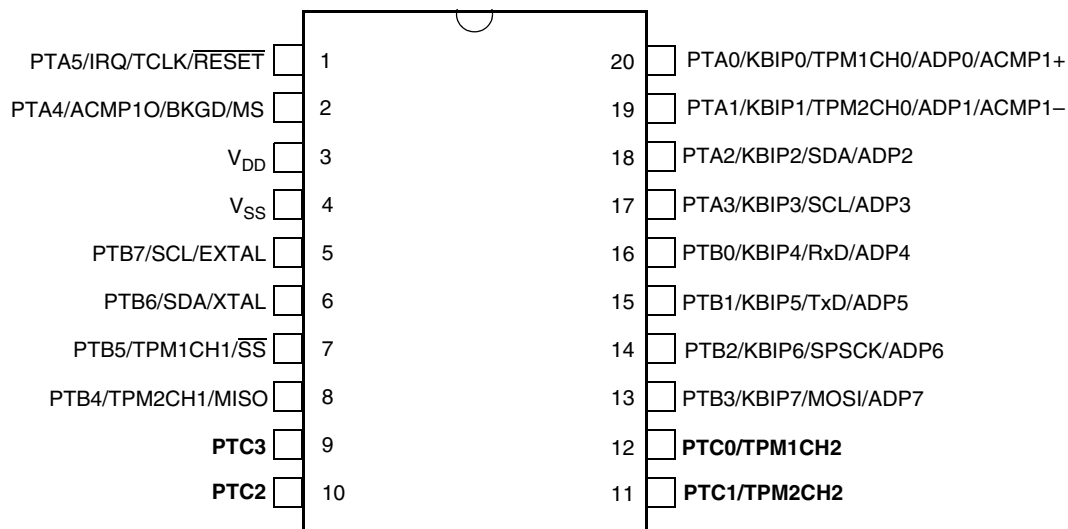 PTA5/IRQ/TCLK/RESET 1 20 PTA0/KBIP0/TPM1CH0/ADP0/ACMP1+
PTA4/ACMP1O/BKGD/MS 2 19 PTA1/KBIP1/TPM2CH0/ADP1/ACMP1–
VDD 3 18 PTA2/KBIP2/SDA/ADP2
VSS 4 17 PTA3/KBIP3/SCL/ADP3
PTB7/SCL/EXTAL 5 16 PTB0/KBIP4/RxD/ADP4
PTB6/SDA/XTAL 6 15 PTB1/KBIP5/TxD/ADP5
PTB5/TPM1CH1/SS 7 14 PTB2/KBIP6/SPSCK/ADP6
PTB4/TPM2CH1/MISO 8 13 PTB3/KBIP7/MOSI/ADP7
PTC3 9 12 PTC0/TPM1CH2
PTC2 10 11 PTC1/TPM2CH2